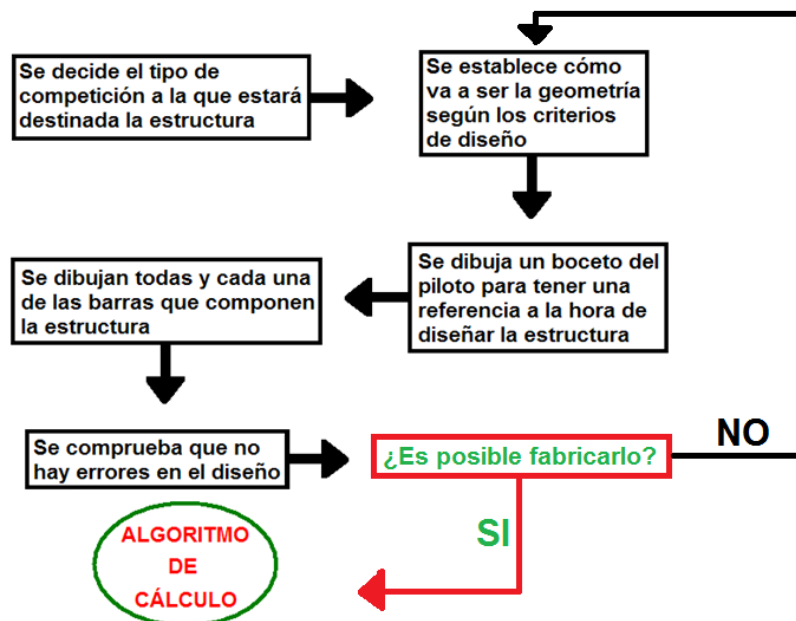 Se decide el tipo de
competición a la que estará
destinada la estructura
Se establece cómo
va a ser la geometría
según los criterios
de diseño
Se dibuja un boceto del
piloto para tener una
referencia a la hora de
diseñar la estructura
Se dibujan todas y cada una
de las barras que componen
la estructura
Se comprueba que no
hay errores en el diseño
¿Es posible fabricarlo?
NO
SI
ALGORITMO
DE
CÁLCULO